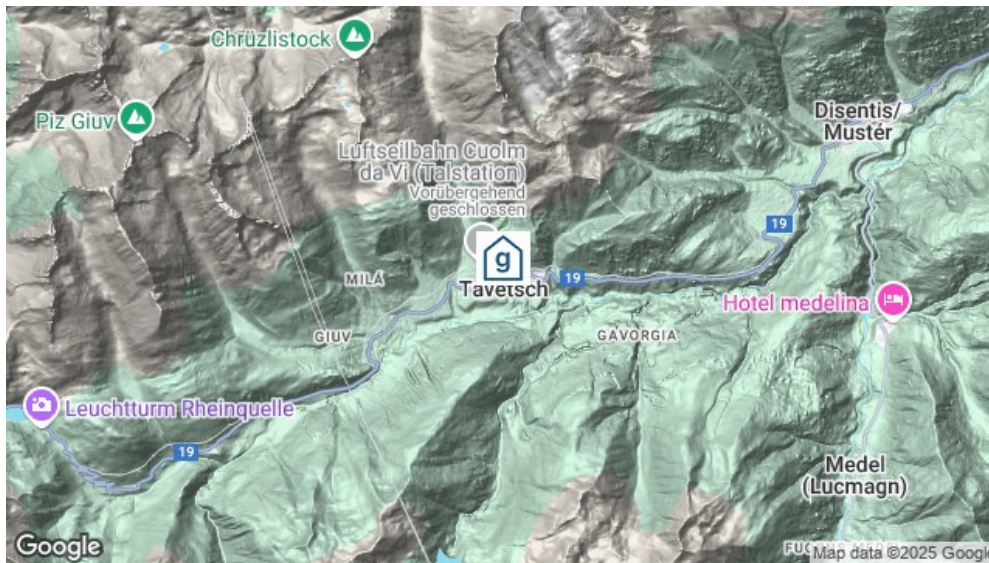 Chrüzlistock
Piz Giuv
Disentis/
Mustér
Luftseilbahn Cuolm
da Vi (Talstation)
Vorübergehend
geschlossen
19
g
19
Tavetsch
MILÁ
Hotel medelina
GIUV
GAVORGIA
Leuchtturm Rheinquelle
19
Medel
(Lucmagn)
Google
Map data ©2025 Google